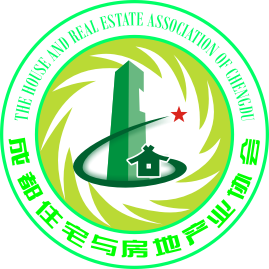 THE HOUSE AND REAL ESTATE ASSOCIATION OF CHENGDU
成都住宅与房地产业协会